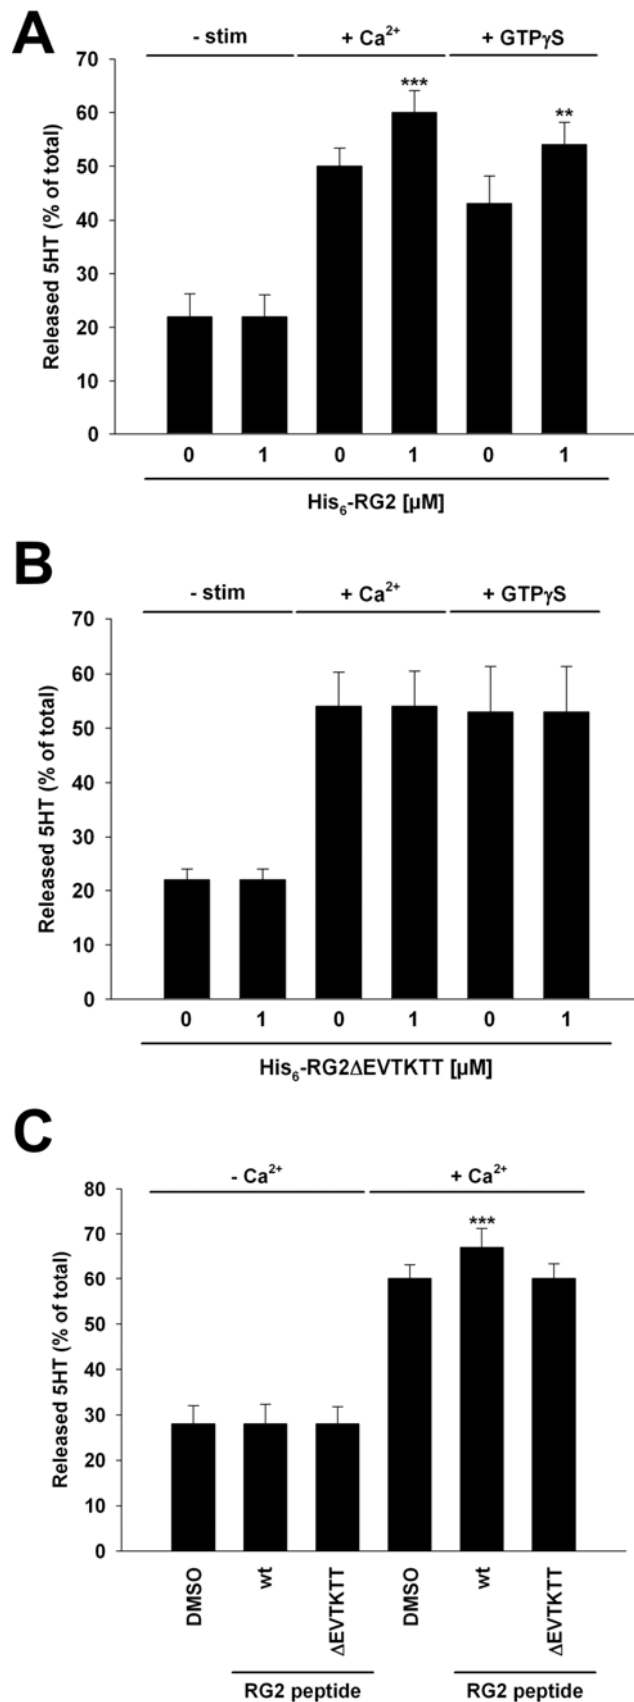 A
- stim + Ca²⁺ + GTPγS
70
60
50
40
30
20
10
0
Released 5HT (% of total)
***
**
0 1 0 1 0 1
His₆-RG2 [µM]
B
- stim + Ca²⁺ + GTPγS
70
60
50
40
30
20
10
0
Released 5HT (% of total)
0 1 0 1 0 1
His₆-RG2ΔEVTKTT [µM]
C
- Ca²⁺ + Ca²⁺
80
70
60
50
40
30
20
10
0
Released 5HT (% of total)
***
DMSO wt ΔEVTKTT DMSO wt ΔEVTKTT
RG2 peptide RG2 peptide